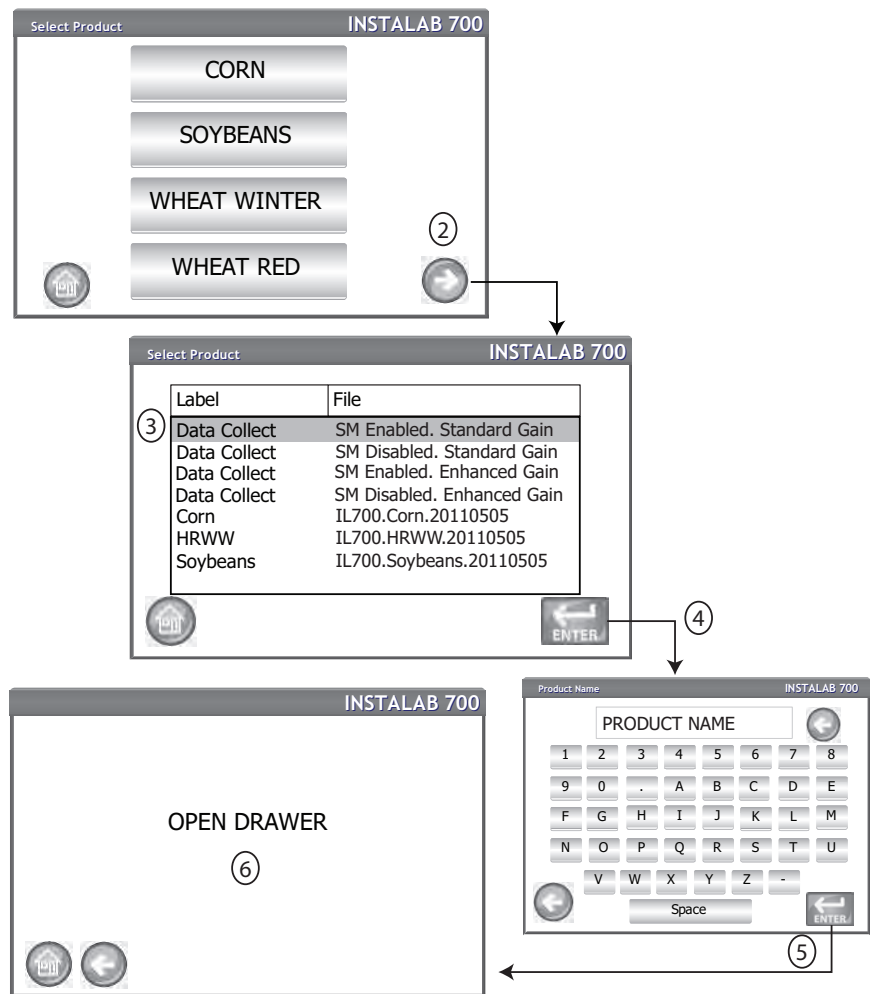 Select Product INSTALAB 700
CORN
SOYBEANS
WHEAT WINTER
WHEAT RED
2
Select Product INSTALAB 700
Label File
3
Data Collect SM Enabled. Standard Gain
Data Collect SM Disabled. Standard Gain
Data Collect SM Enabled. Enhanced Gain
Data Collect SM Disabled. Enhanced Gain
Corn IL700.Corn.20110505
HRWW IL700.HRWW.20110505
Soybeans IL700.Soybeans.20110505
ENTER
4
Product Name INSTALAB 700
PRODUCT NAME
1 2 3 4 5 6 7 8
9 0 . A B C D E
F G H I J K L M
N O P Q R S T U
V W X Y Z -
Space
ENTER
5
INSTALAB 700
OPEN DRAWER
6